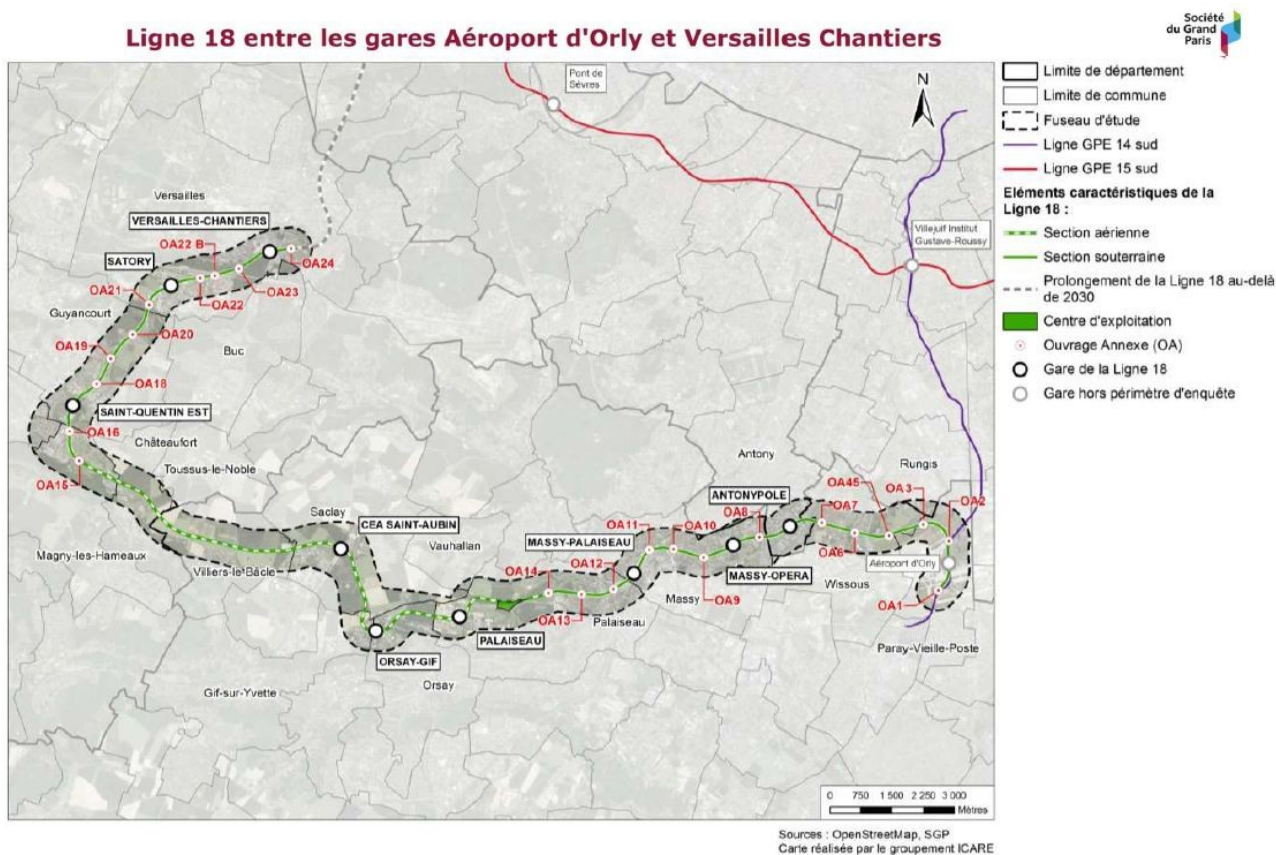 Ligne 18 entre les gares Aéroport d'Orly et Versailles Chantiers
Société
du Grand
Paris
Pont de
Sèvres
N
Versailles
VERSAILLES-CHANTIERS
OA22 B
SATORY
OA24
OA21
OA22
OA23
Guyancourt
OA20
OA19
Buc
OA18
SAINT-QUENTIN EST
OA16
Châteaufort
OA15
Toussus-le-Noble
Villejuif Institut
Gustave-Roussy
Antony
Rungis
Saclay
ANTONYPOLE
OA45
OA3
OA2
CEA SAINT-AUBIN
OA8
OA7
OA11
OA10
Vauhallan
MASSY-PALAISEAU
OA6
Magny-les-Hameaux
Villiers-le-Bâcle
Aéroport d'Orly
OA14
OA12
MASSY-OPERA
Wissous
Massy
OA9
OA1
OA13
Palaiseau
PALAISEAU
Paray-Vieille-Poste
ORSAY-GIF
Orsay
Gif-sur-Yvette
0 750 1 500 2 250 3 000
Mètres
Limite de département
Limite de commune
Fuseau d'étude
Ligne GPE 14 sud
Ligne GPE 15 sud
Eléments caractéristiques de la
Ligne 18 :
Section aérienne
Section souterraine
Prolongement de la Ligne 18 au-delà
de 2030
Centre d'exploitation
Ouvrage Annexe (OA)
Gare de la Ligne 18
Gare hors périmètre d'enquête
Sources : OpenStreetMap, SGP
Carte réalisée par le groupement ICARE